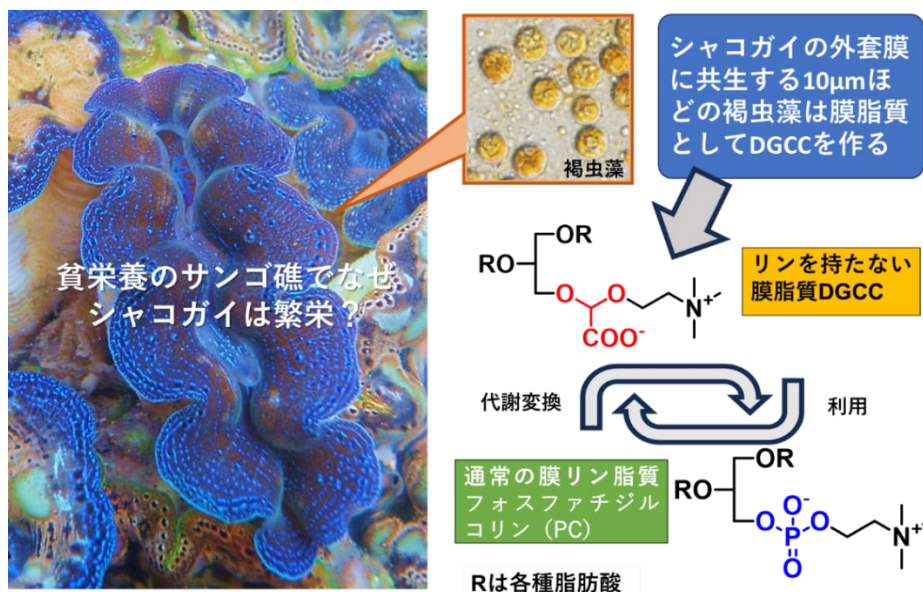 貧栄養のサンゴ礁でなぜ
シャコガイは繁栄？
褐虫藻
シャコガイの外套膜
に共生する10μmほ
どの褐虫藻は膜脂質
としてDGCCを作る
OR
RO
O
O
N+
COO-
リンを持たない
膜脂質DGCC
代謝変換
利用
通常の膜リン脂質
フォスファチジル
コリン（PC）
OR
RO
O-
O
P
O
N+
O
Rは各種脂肪酸